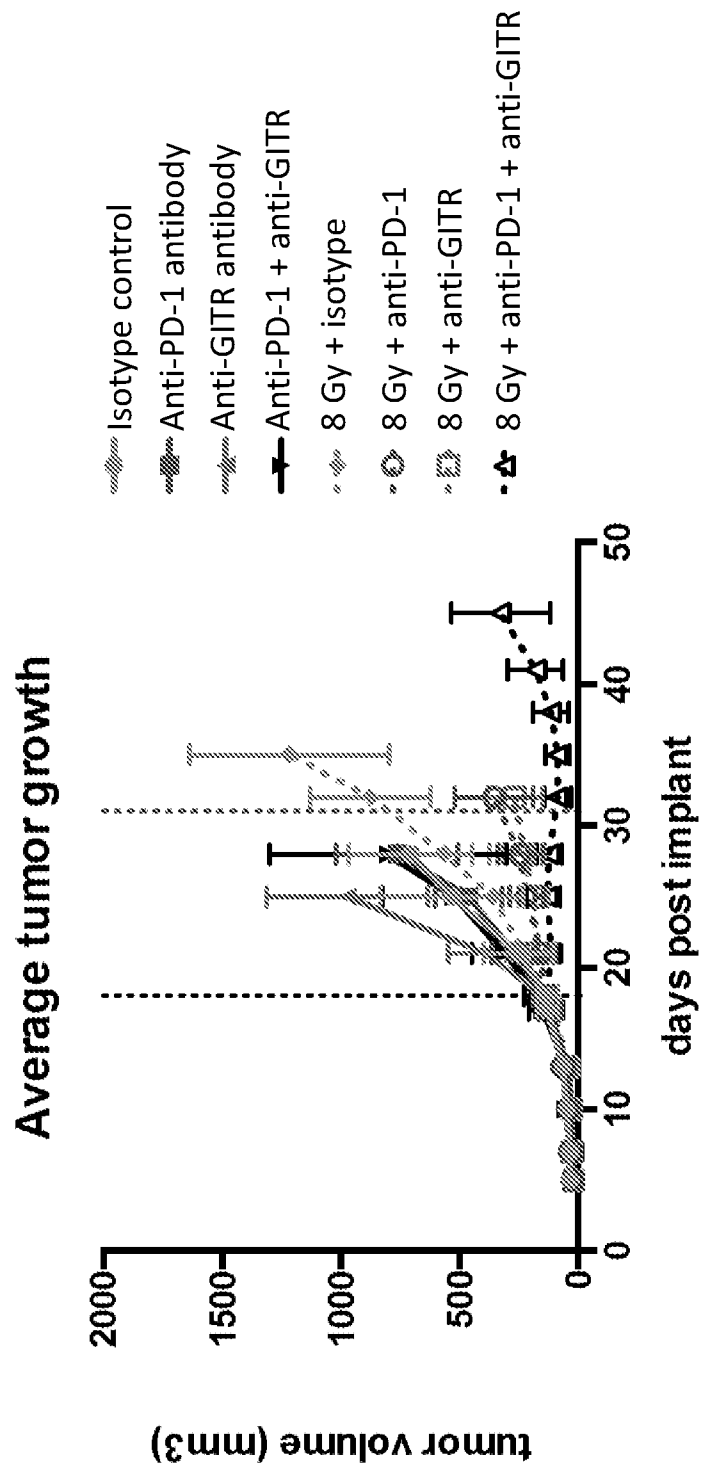 Average tumor growth
tumor volume (mm3)
2000
1500
1000
500
0
0
10
20
30
40
50
days post implant
Isotype control
Anti-PD-1 antibody
Anti-GITR antibody
Anti-PD-1 + anti-GITR
8 Gy + isotype
8 Gy + anti-PD-1
8 Gy + anti-GITR
8 Gy + anti-PD-1 + anti-GITR